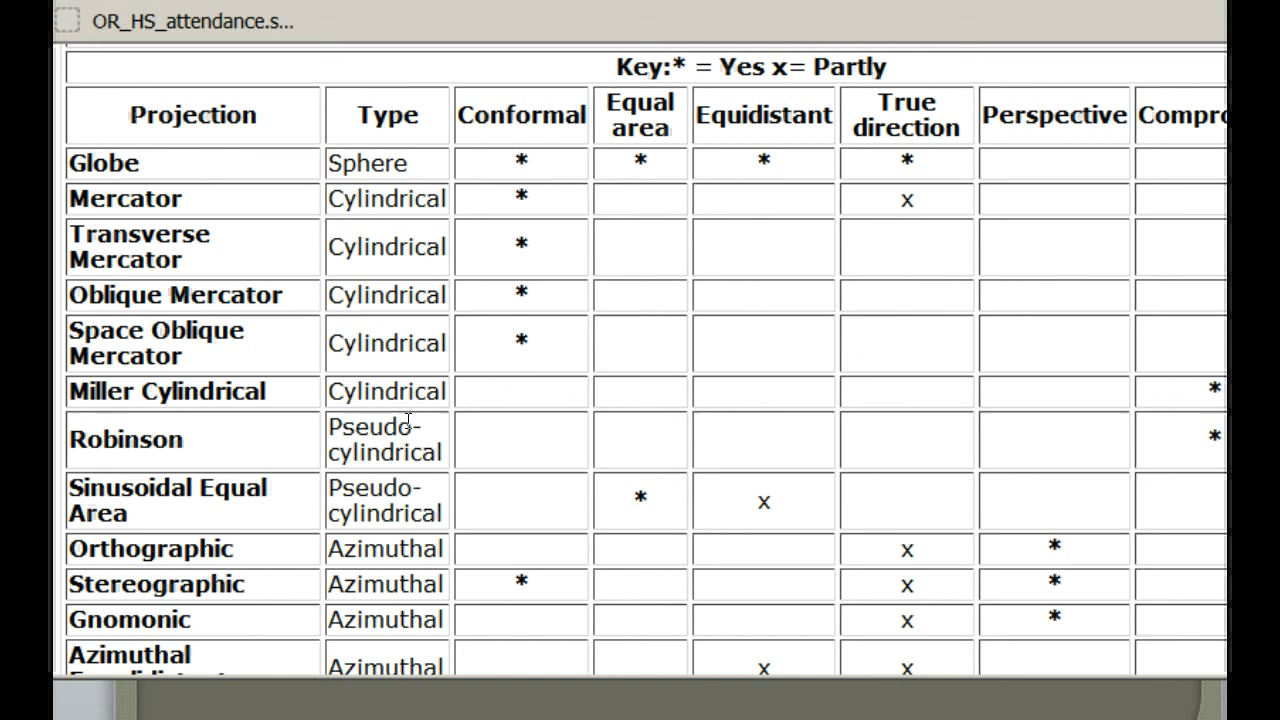 OR_HS_attendance.s...
Key:* = Yes x= Partly
Projection Type Conformal Equal area Equidistant True direction Perspective
Globe Sphere * * * *
Mercator Cylindrical * x
Transverse Mercator Cylindrical *
Oblique Mercator Cylindrical *
Space Oblique Mercator Cylindrical *
Miller Cylindrical Cylindrical *
Robinson Pseudo-cylindrical *
Sinusoidal Equal Area Pseudo-cylindrical * x
Orthographic Azimuthal x *
Stereographic Azimuthal * x *
Gnomonic Azimuthal x *
Azimuthal Azimuthal x x